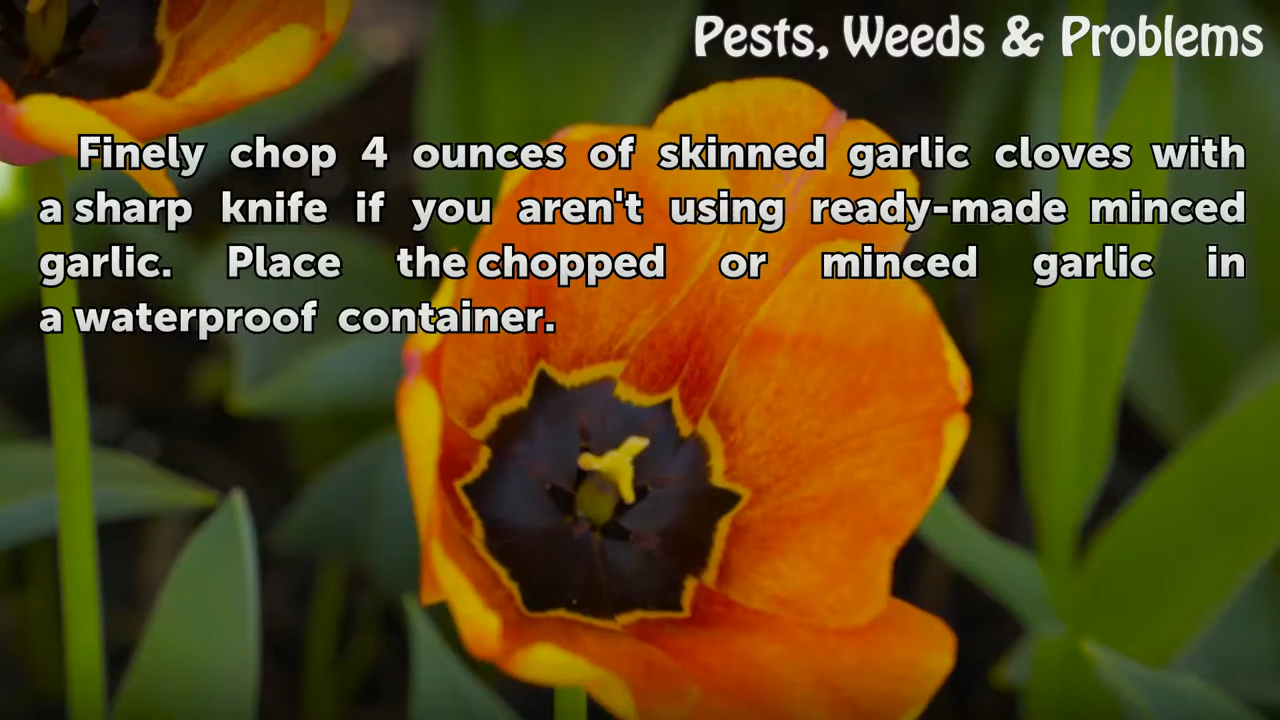 Pests, Weeds & Problems
Finely chop 4 ounces of skinned garlic cloves with
a sharp knife if you aren't using ready-made minced
garlic. Place the chopped or minced garlic in
a waterproof container.